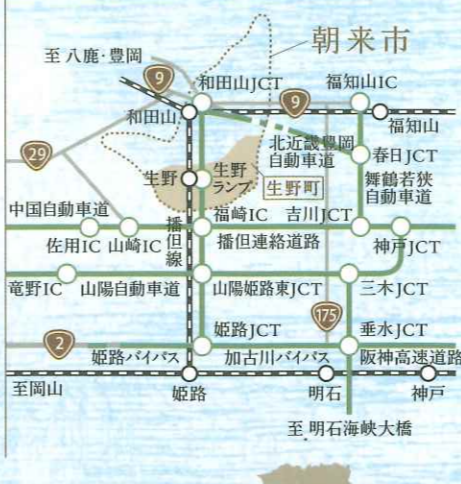 朝来市
至 八鹿・豊岡
9
和田山JCT
福知山IC
和田山
9
福知山
29
北近畿豊岡
自動車道
春日JCT
生野
生野
ランプ
生野町
舞鶴若狭
自動車道
中国自動車道
福崎IC
吉川JCT
佐用IC
山崎IC
播但線
播但連絡道路
神戸JCT
竜野IC
山陽自動車道
山陽姫路東JCT
三木JCT
175
2
姫路JCT
垂水JCT
姫路バイパス
加古川バイパス
阪神高速道路
至岡山
姫路
明石
神戸
至 明石海峡大橋